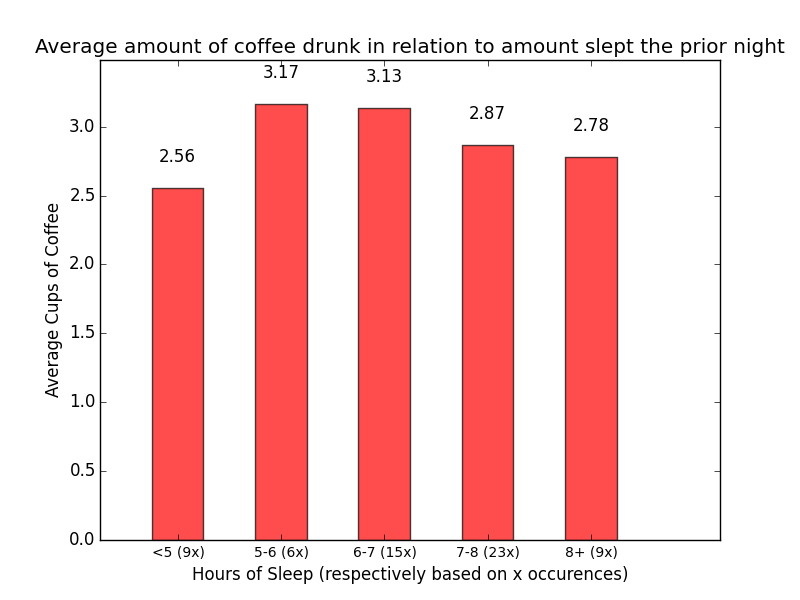 Average amount of coffee drunk in relation to amount slept the prior night
3.17
3.13
2.87
2.78
2.56
3.0
2.5
2.0
1.5
1.0
0.5
0.0
Average Cups of Coffee
<5 (9x)
5-6 (6x)
6-7 (15x)
7-8 (23x)
8+ (9x)
Hours of Sleep (respectively based on x occurences)